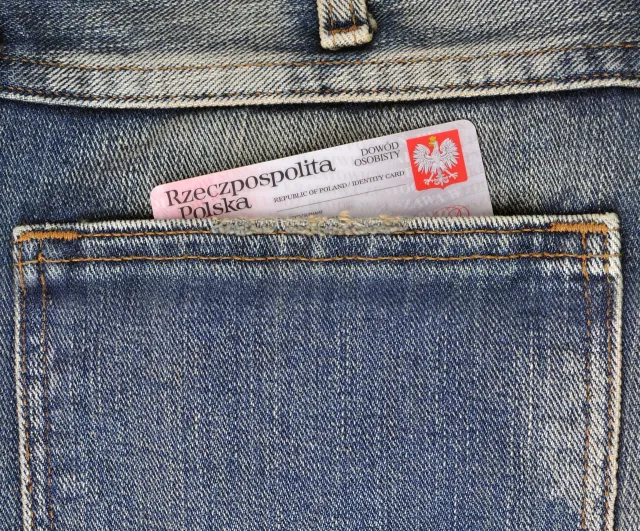 Rzeczpospolita
Polska
DOWÓD
OSOBISTY
REPUBLIC OF POLAND / IDENTITY CARD